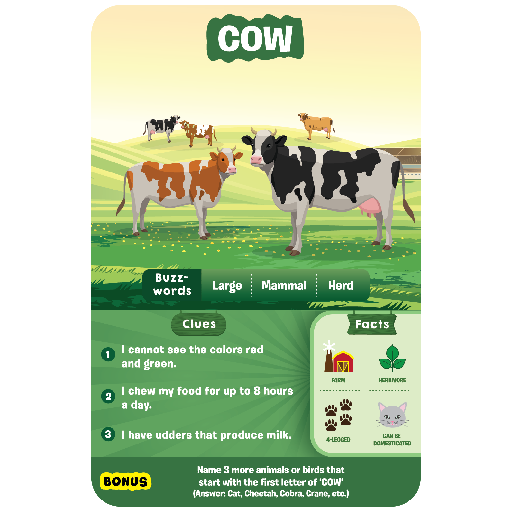 COW
Buzz-
words
Large
Mammal
Herd
Clues
Facts
1 I cannot see the colors red
and green.
2 I chew my food for up to 8 hours
a day.
3 I have udders that produce milk.
FARM
HERBIVORE
4-LEGGED
CAN BE
DOMESTICATED
BONUS
Name 3 more animals or birds that
start with the first letter of 'COW'
(Answer: Cat, Cheetah, Cobra, Crane, etc.)